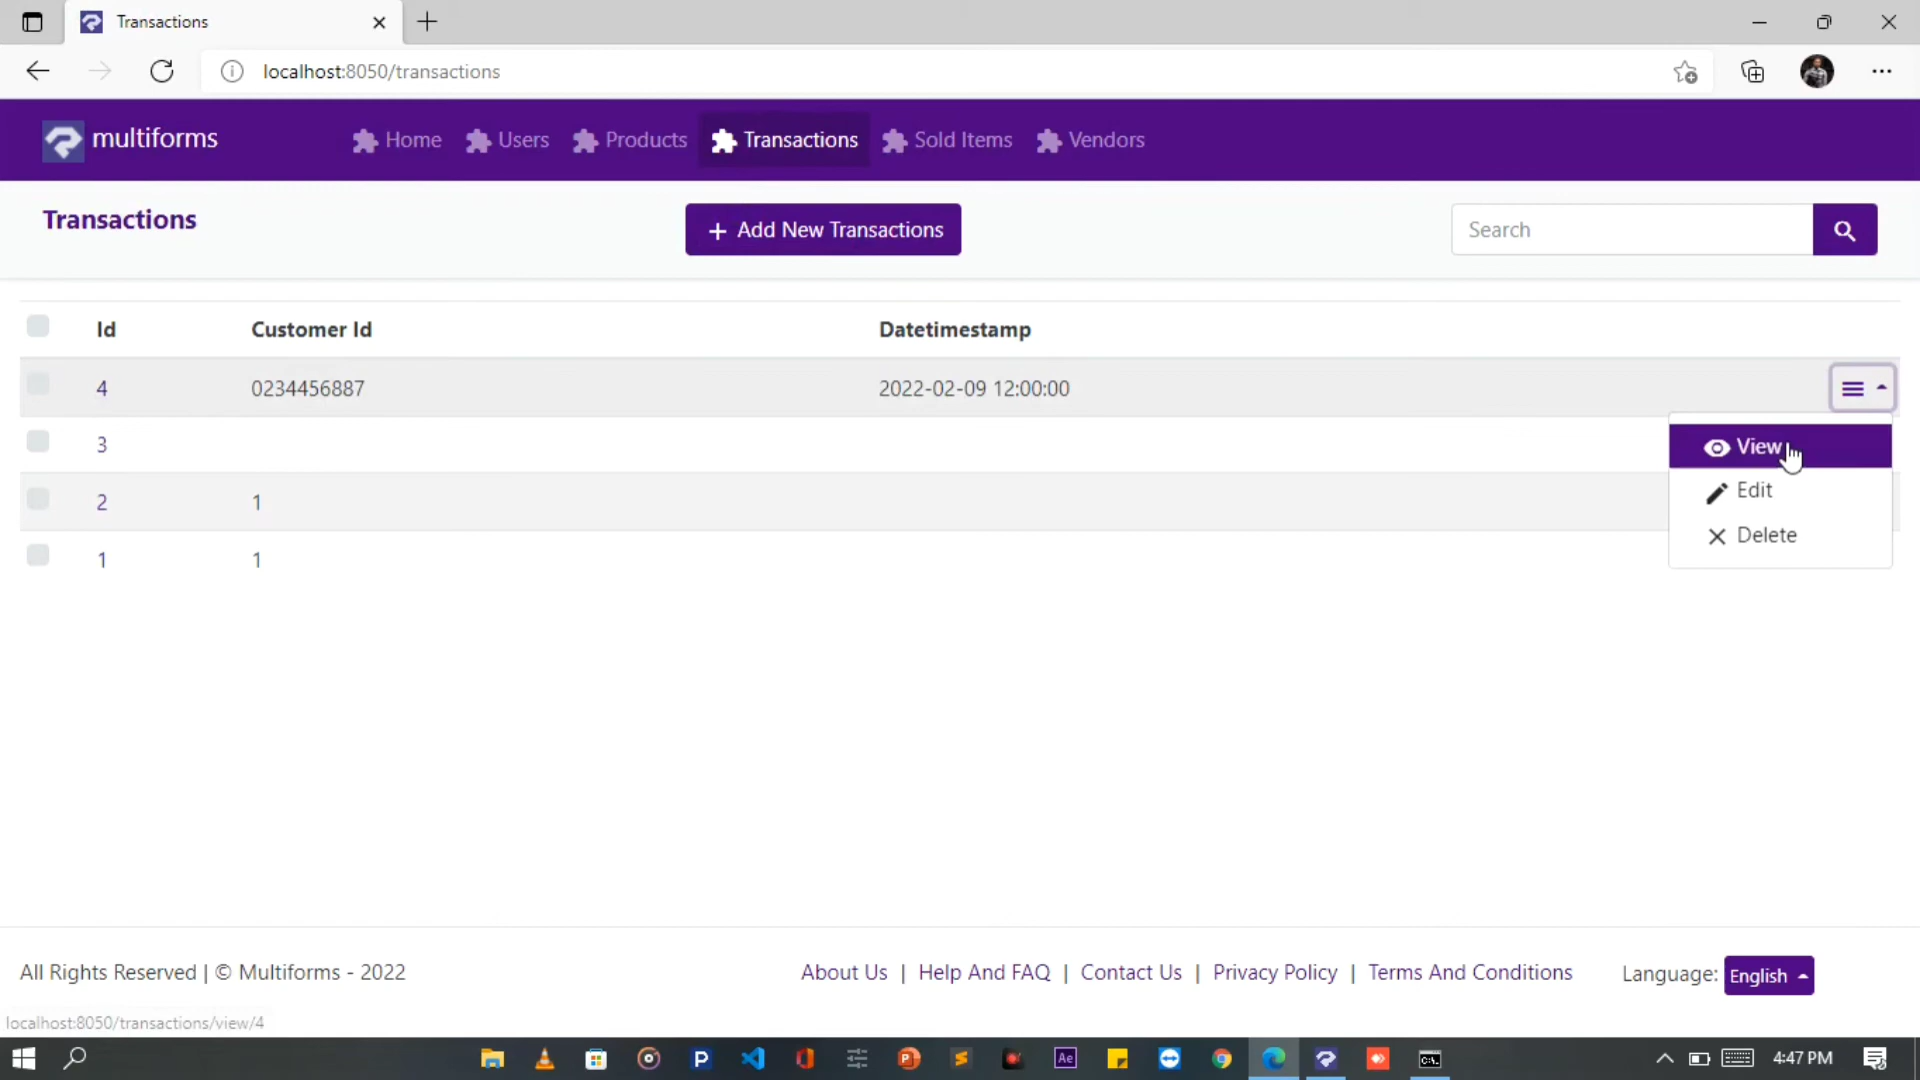 Transactions
localhost:8050/transactions
multiforms Home Users Products Transactions Sold Items Vendors
Transactions + Add New Transactions Search
Id Customer Id Datetimestamp
4 0234456887 2022-02-09 12:00:00
3 View
Edit
2 1
Delete
1 1
All Rights Reserved | © Multiforms - 2022 About Us | Help And FAQ | Contact Us | Privacy Policy | Terms And Conditions Language: English
localhost:8050/transactions/view/4
P Ae 4:47 PM